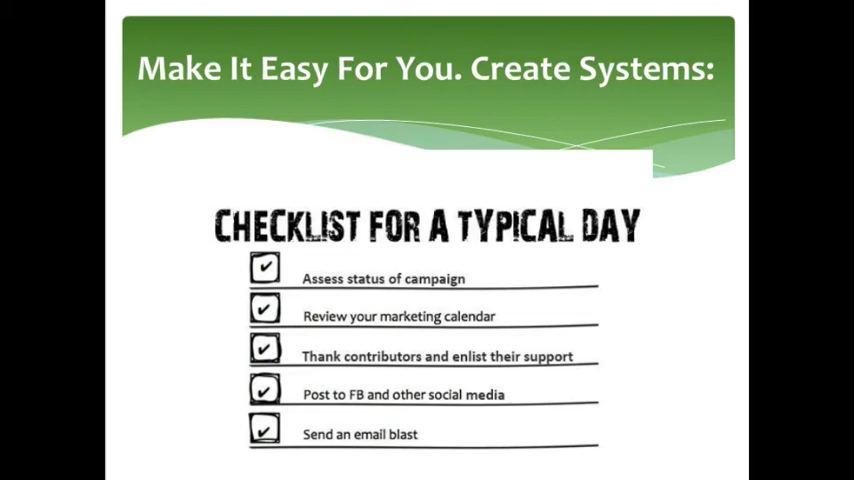 Make It Easy For You. Create Systems:
CHECKLIST FOR A TYPICAL DAY
Assess status of campaign
Review your marketing calendar
Thank contributors and enlist their support
Post to FB and other social media
Send an email blast